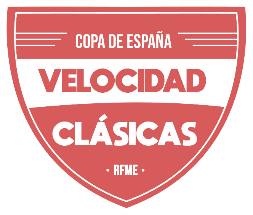 COPA DE ESPAÑA
VELOCIDAD
CLÁSICAS
· RFME ·